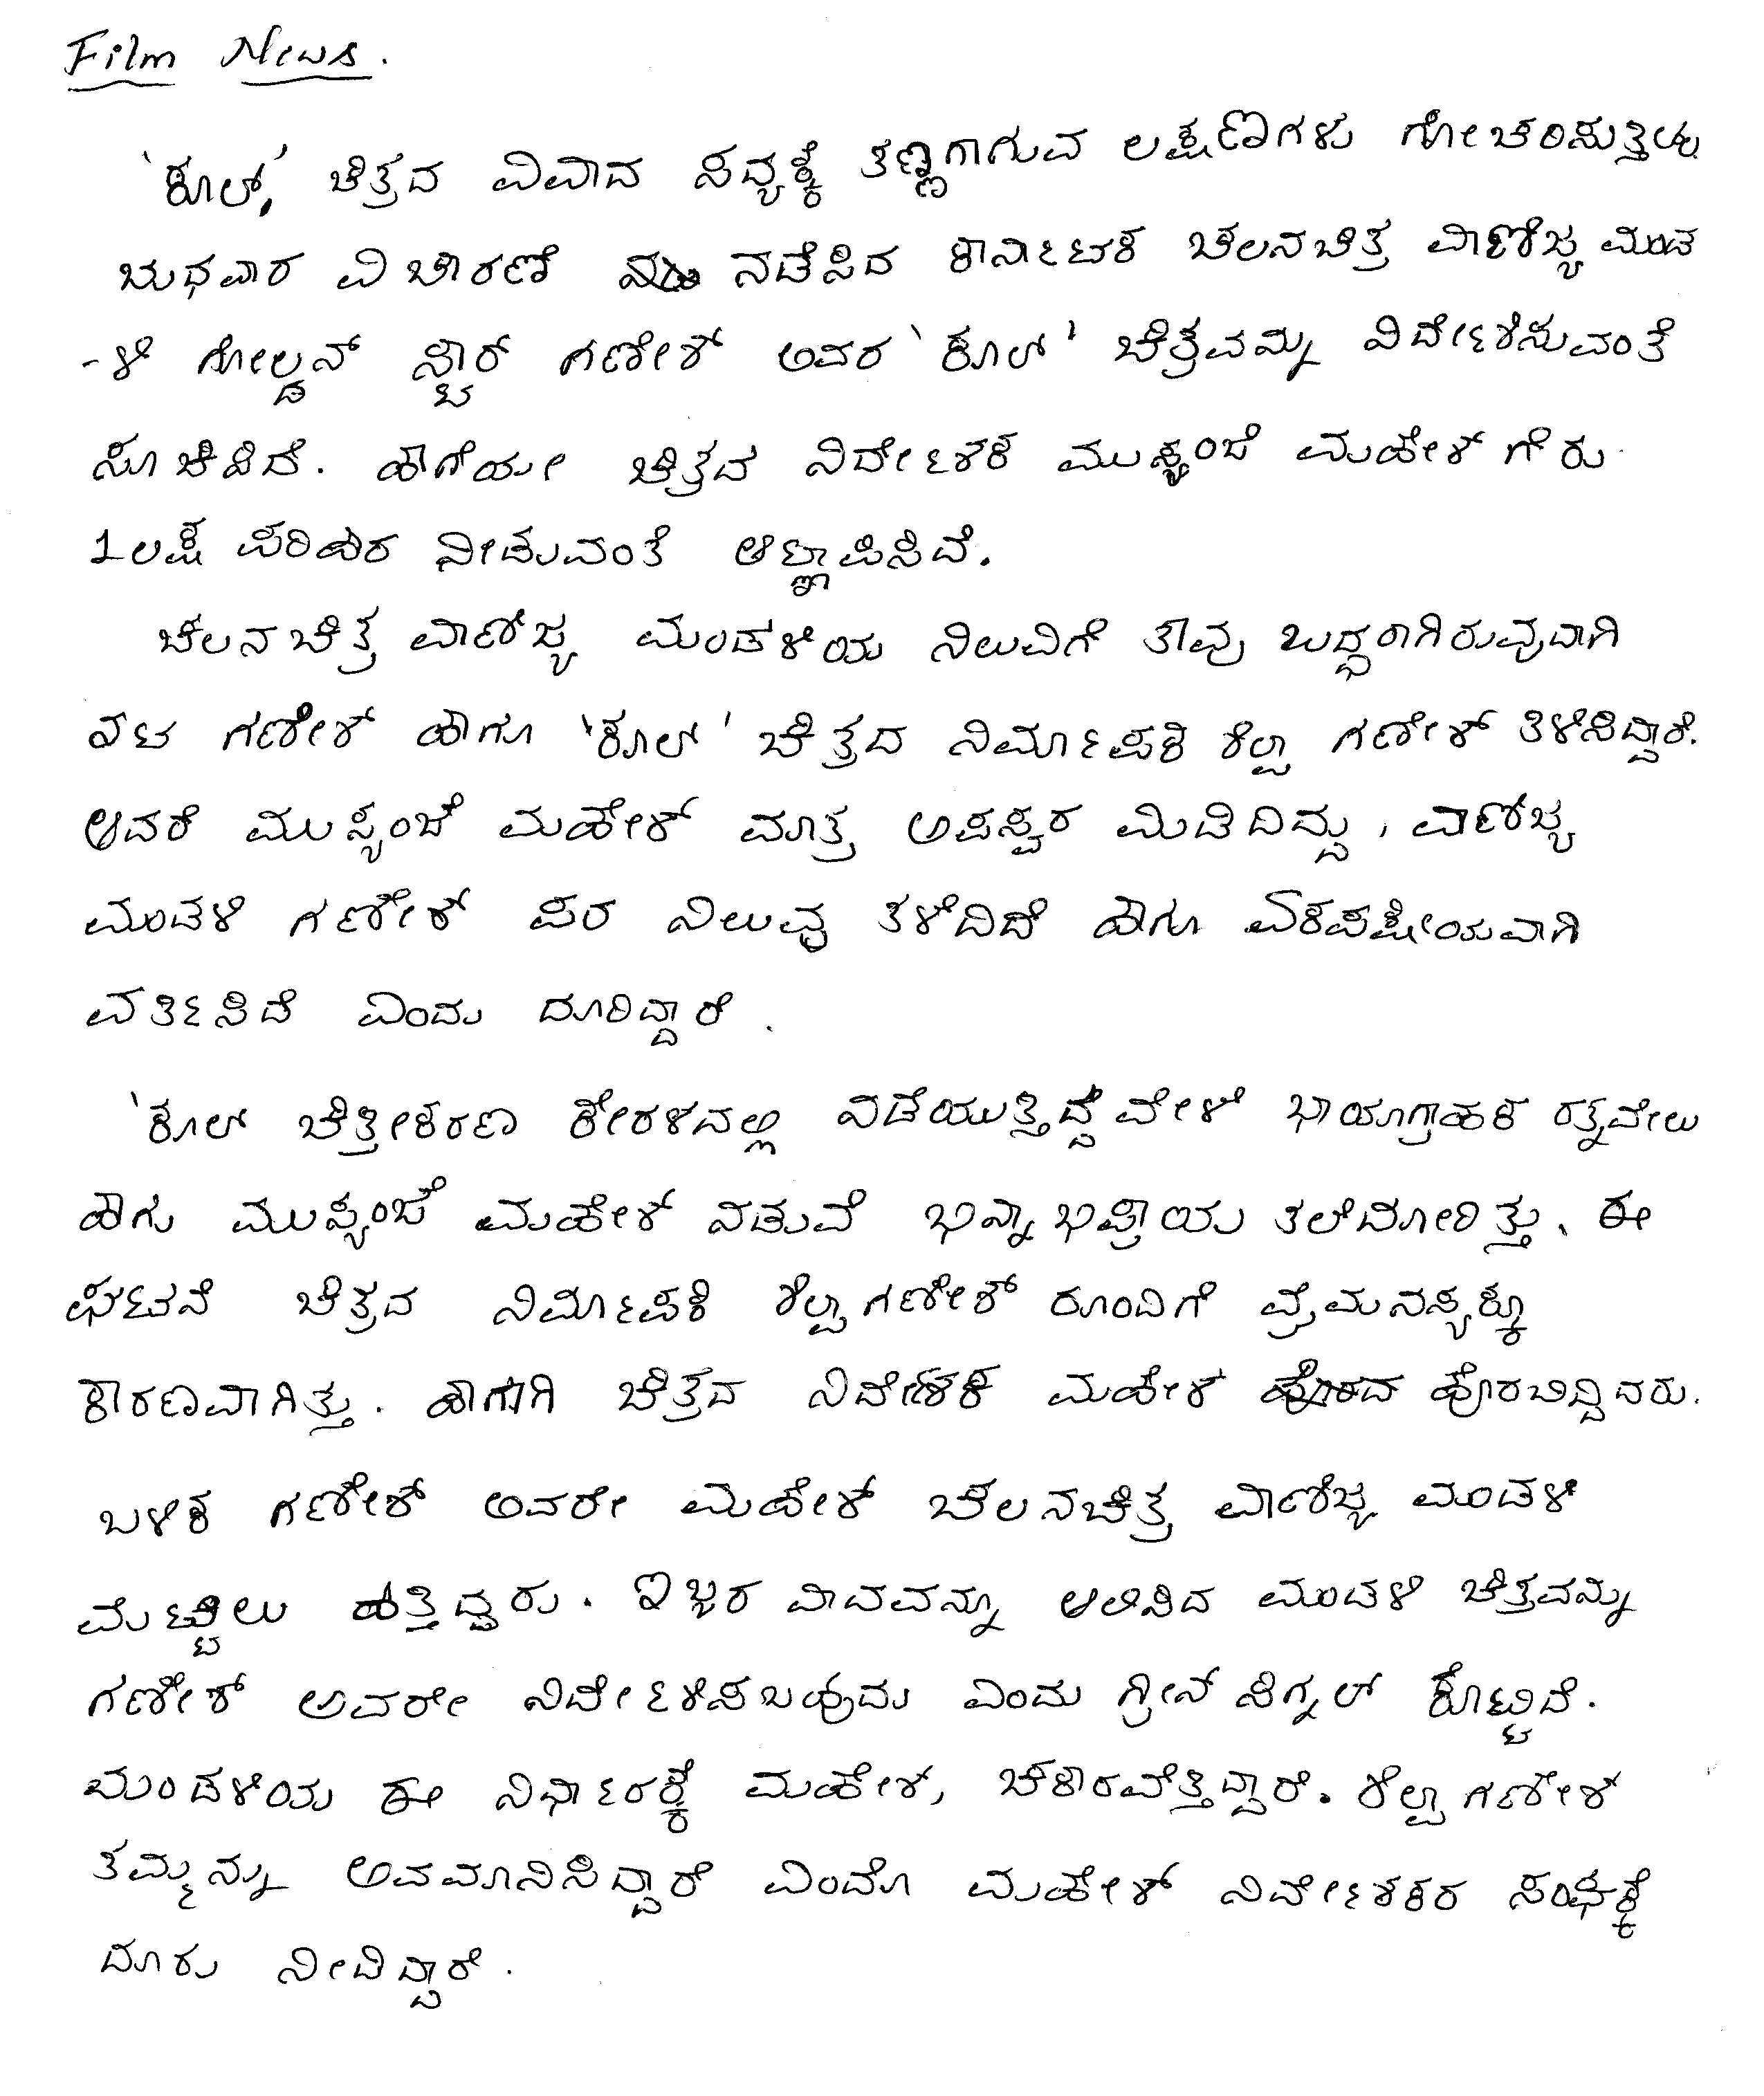 Film News.
'ಕೂಲ್,' ಚಿತ್ರದ ವಿವಾದ ಸದ್ಯಕ್ಕೆ ತಣ್ಣಗಾಗುವ ಲಕ್ಷಣಗಳು ಗೋಚರಿಸುತ್ತಿದ್ದು
ಬುಧವಾರ ವಿಚಾರಣೆ ನಡೆಸಿದ ಕರ್ನಾಟಕ ಚಲನಚಿತ್ರ ವಾಣಿಜ್ಯ ಮಂಡ
-ಳಿ ಗೋಲ್ಡನ್ ಸ್ಟಾರ್ ಗಣೇಶ್ ಅವರ 'ಕೂಲ್' ಚಿತ್ರವನ್ನು ನಿರ್ದೇಶಿಸುವಂತೆ
ಸೂಚಿಸಿದೆ. ಹಾಗೆಯೇ ಚಿತ್ರದ ನಿರ್ದೇಶಕ ಮುಸ್ಸಂಜೆ ಮಹೇಶ್ ಗೆ ರು
1 ಲಕ್ಷ ಪರಿಹಾರ ನೀಡುವಂತೆ ಆಜ್ಞಾಪಿಸಿದೆ.
ಚಲನಚಿತ್ರ ವಾಣಿಜ್ಯ ಮಂಡಳಿಯ ನಿಲುವಿಗೆ ತಾವು ಬದ್ಧರಾಗಿರುವುದಾಗಿ
ನಟ ಗಣೇಶ್ ಹಾಗೂ 'ಕೂಲ್' ಚಿತ್ರದ ನಿರ್ಮಾಪಕಿ ಶಿಲ್ಪಾ ಗಣೇಶ್ ತಿಳಿಸಿದ್ದಾರೆ.
ಆದರೆ ಮುಸ್ಸಂಜೆ ಮಹೇಶ್ ಮಾತ್ರ ಅಪಸ್ವರ ಮಿಡಿದಿದ್ದು, ವಾಣಿಜ್ಯ
ಮಂಡಳಿ ಗಣೇಶ್ ಪರ ನಿಲುವು ತಳೆದಿದೆ ಹಾಗೂ ಏಕಪಕ್ಷೀಯವಾಗಿ
ವರ್ತಿಸಿದೆ ಎಂದು ದೂರಿದ್ದಾರೆ.
'ಕೂಲ್ ಚಿತ್ರೀಕರಣ ಕೇರಳದಲ್ಲಿ ನಡೆಯುತ್ತಿದ್ದ ವೇಳೆ ಛಾಯಾಗ್ರಾಹಕ ರತ್ನವೇಲು
ಹಾಗು ಮುಸ್ಸಂಜೆ ಮಹೇಶ್ ನಡುವೆ ಭಿನ್ನಾಭಿಪ್ರಾಯ ತಲೆದೋರಿತ್ತು. ಈ
ಘಟನೆ ಚಿತ್ರದ ನಿರ್ಮಾಪಕಿ ಶಿಲ್ಪಾಗಣೇಶ್ ರೊಂದಿಗೆ ವೈಮನಸ್ಯಕ್ಕೂ
ಕಾರಣವಾಗಿತ್ತು. ಹಾಗಾಗಿ ಚಿತ್ರದ ನಿರ್ದೇಶಕ ಮಹೇಶ ಹೊರಬಿದ್ದಿದರು.
ಬಳಿಕ ಗಣೇಶ್ ಅವರೇ ಮಹೇಶ್ ಚಲನಚಿತ್ರ ವಾಣಿಜ್ಯ ಮಂಡಳಿ
ಮೆಟ್ಟಿಲು ಹತ್ತಿದ್ದರು. ಇಬ್ಬರ ವಾದವನ್ನೂ ಆಲಿಸಿದ ಮಂಡಳಿ ಚಿತ್ರವನ್ನು
ಗಣೇಶ್ ಅವರೇ ನಿರ್ದೇಶಿಸಬಹುದು ಎಂದು ಗ್ರೀನ್ ಸಿಗ್ನಲ್ ಕೊಟ್ಟಿದೆ.
ಮಂಡಳಿಯ ಈ ನಿರ್ಧಾರಕ್ಕೆ ಮಹೇಶ್, ಚಕಾರವೆತ್ತಿದ್ದಾರೆ. ಶಿಲ್ಪಾ ಗಣೇಶ್
ತಮ್ಮನ್ನು ಅವಮಾನಿಸಿದ್ದಾರೆ ಎಂದೂ ಮಹೇಶ್ ನಿರ್ದೇಶಕರ ಸಂಘಕ್ಕೆ
ದೂರು ನೀಡಿದ್ದಾರೆ.